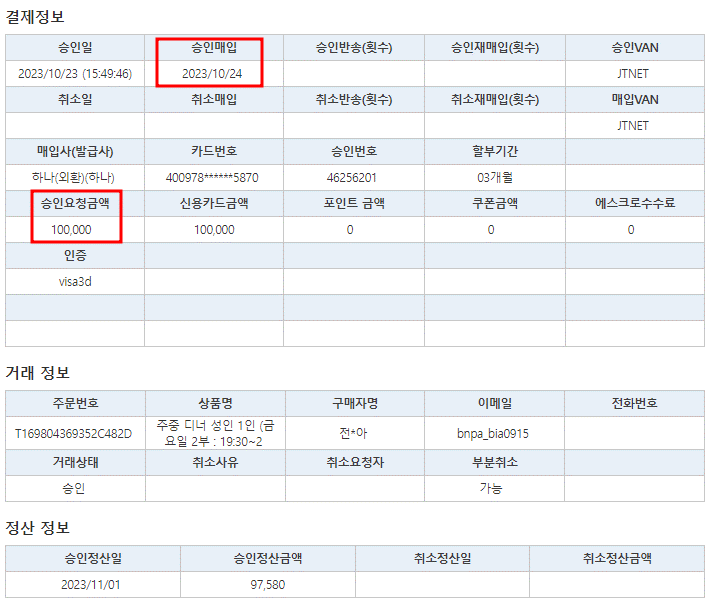 결제정보
승인일 승인매입 승인반송(횟수) 승인재매입(횟수) 승인VAN
2023/10/23 (15:49:46) 2023/10/24 JTNET
취소일 취소매입 취소반송(횟수) 취소재매입(횟수) 매입VAN
JTNET
매입사(발급사) 카드번호 승인번호 할부기간
하나(외환)(하나) 400978******5870 46256201 03개월
승인요청금액 신용카드금액 포인트 금액 쿠폰금액 에스크로수수료
100,000 100,000 0 0 0
인증
visa3d
거래 정보
주문번호 상품명 구매자명 이메일 전화번호
T169804369352C482D 주중 디너 성인 1인 (금 전*아 bnpa_bia0915
요일 2부 : 19:30~2
거래상태 취소사유 취소요청자 부분취소
승인 가능
정산 정보
승인정산일 승인정산금액 취소정산일 취소정산금액
2023/11/01 97,580